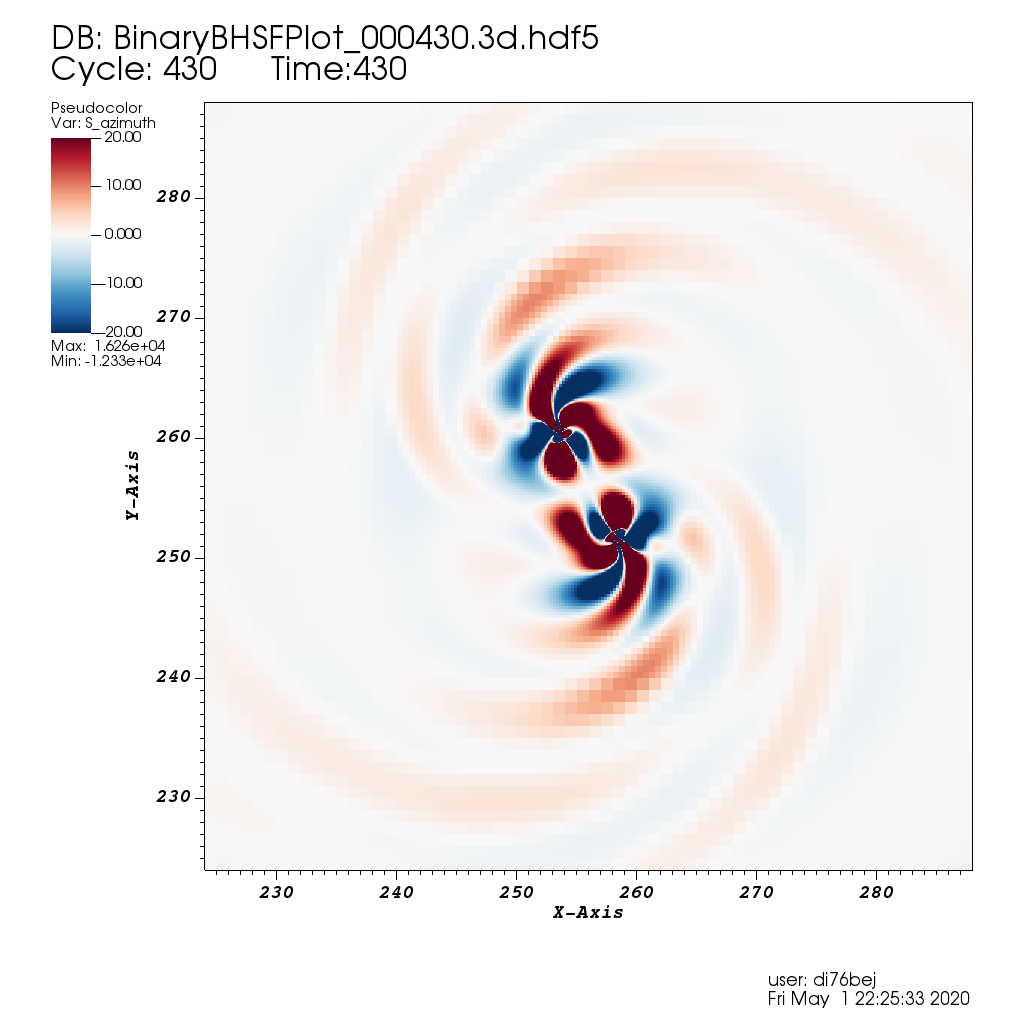 DB: BinaryBHSFPlot_000430.3d.hdf5
Cycle: 430 Time:430
Pseudocolor
Var: S_azimuth
20.00
10.00
0.000
-10.00
-20.00
Max: 1.626e+04
Min: -1.233e+04
280
270
260
250
240
230
Y-Axis
230 240 250 260 270 280
X-Axis
user: di76bej
Fri May 1 22:25:33 2020